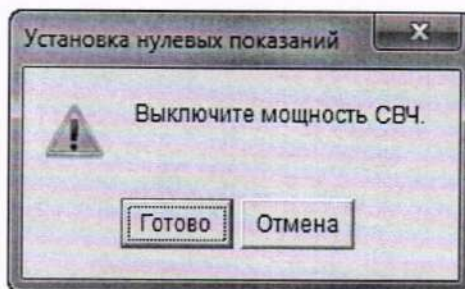 Установка нулевых показаний
Выключите мощность СВЧ.
Готово
Отмена